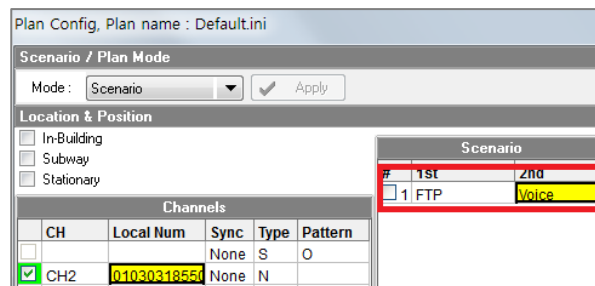 Plan Config, Plan name : Default.ini
Scenario / Plan Mode
Mode : Scenario Apply
Location & Position
In-Building
Subway
Stationary
Scenario
# 1st 2nd
1 FTP Voice
Channels
CH Local Num Sync Type Pattern
None S O
CH2 01030318550 None N